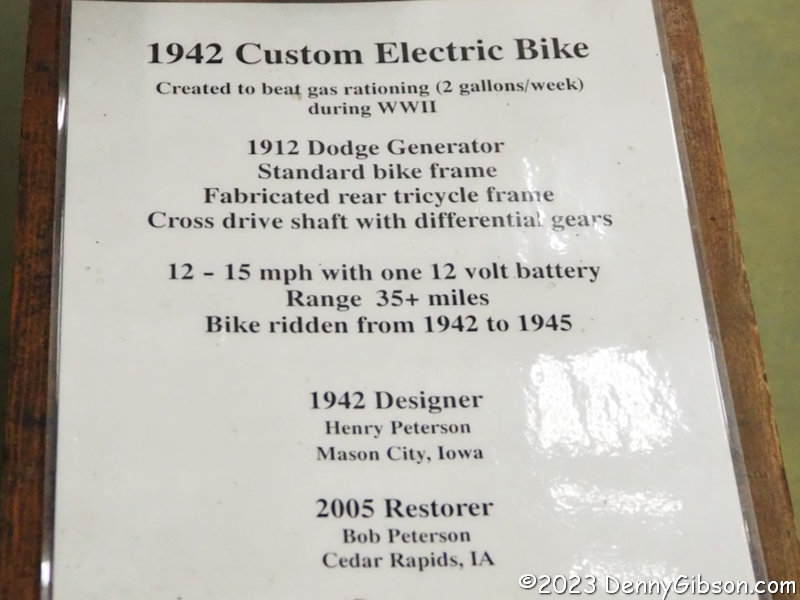 1942 Custom Electric Bike
Created to beat gas rationing (2 gallons/week)
during WWII
1912 Dodge Generator
Standard bike frame
Fabricated rear tricycle frame
Cross drive shaft with differential gears
12 - 15 mph with one 12 volt battery
Range 35+ miles
Bike ridden from 1942 to 1945
1942 Designer
Henry Peterson
Mason City, Iowa
2005 Restorer
Bob Peterson
Cedar Rapids, IA
©2023 DennyGibson.com